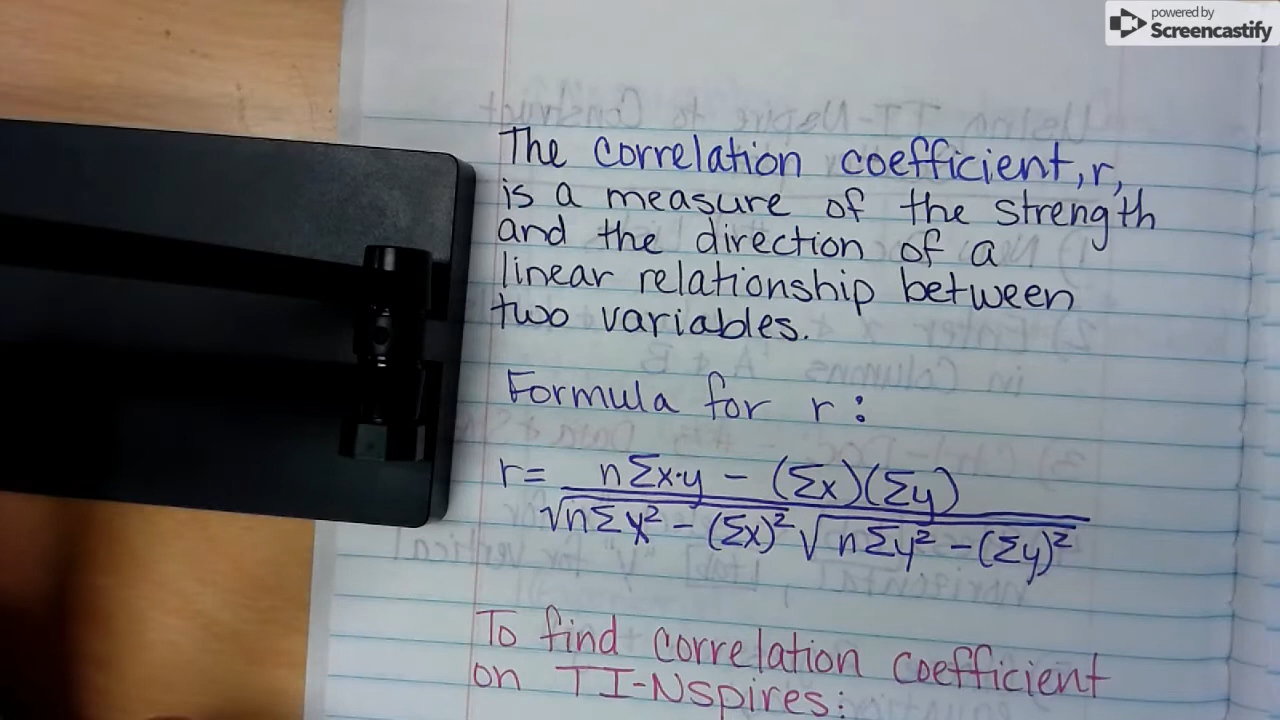 powered by
Screencastify
The correlation coefficient, r,
is a measure of the strength
and the direction of a
linear relationship between
two variables.
Formula for r:
r= nΣx·y - (Σx)(Σy)
√nΣx² - (Σx)² √nΣy² - (Σy)²
To find correlation coefficient
on TI-Nspires: